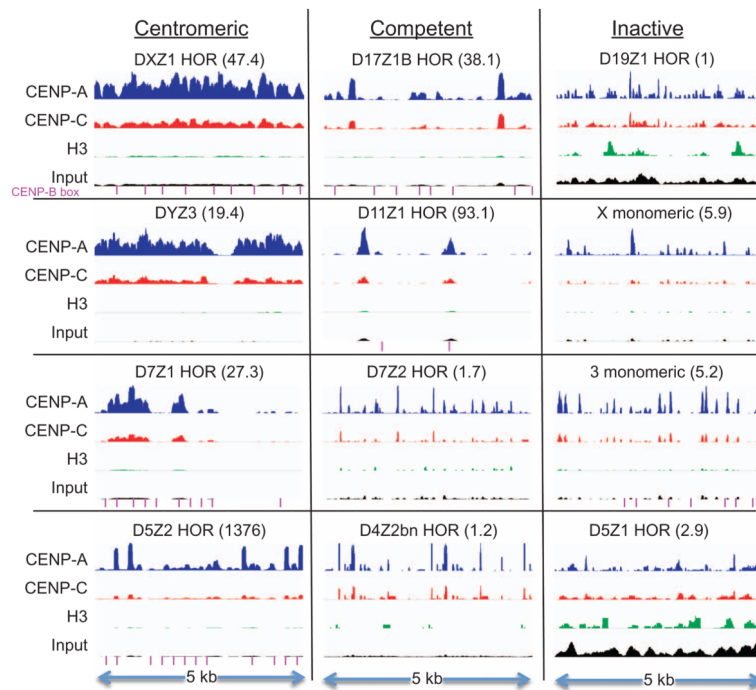 Centromeric Competent Inactive
DXZ1 HOR (47.4) D17Z1B HOR (38.1) D19Z1 HOR (1)
CENP-A
CENP-C
H3
Input
CENP-B box
DYZ3 (19.4) D11Z1 HOR (93.1) X monomeric (5.9)
CENP-A
CENP-C
H3
Input
D7Z1 HOR (27.3) D7Z2 HOR (1.7) 3 monomeric (5.2)
CENP-A
CENP-C
H3
Input
D5Z2 HOR (1376) D4Z2bn HOR (1.2) D5Z1 HOR (2.9)
CENP-A
CENP-C
H3
Input
5 kb 5 kb 5 kb